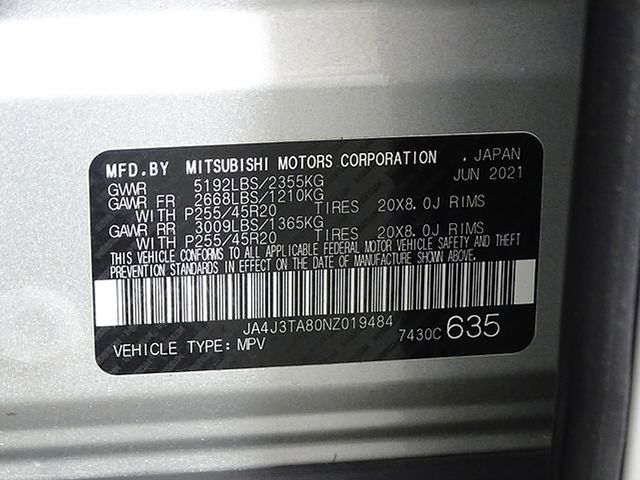 MFD.BY MITSUBISHI MOTORS CORPORATION . JAPAN
GVWR 5192LBS/2355KG JUN 2021
GAWR FR 2668LBS/1210KG
WITH P255/45R20 TIRES 20X8.0J RIMS
GAWR RR 3009LBS/1365KG
WITH P255/45R20 TIRES 20X8.0J RIMS
THIS VEHICLE CONFORMS TO ALL APPLICABLE FEDERAL MOTOR VEHICLE SAFETY AND THEFT
PREVENTION STANDARDS IN EFFECT ON THE DATE OF MANUFACTURE SHOWN ABOVE.
JA4J3TA80NZ019484
VEHICLE TYPE: MPV 7430C 635